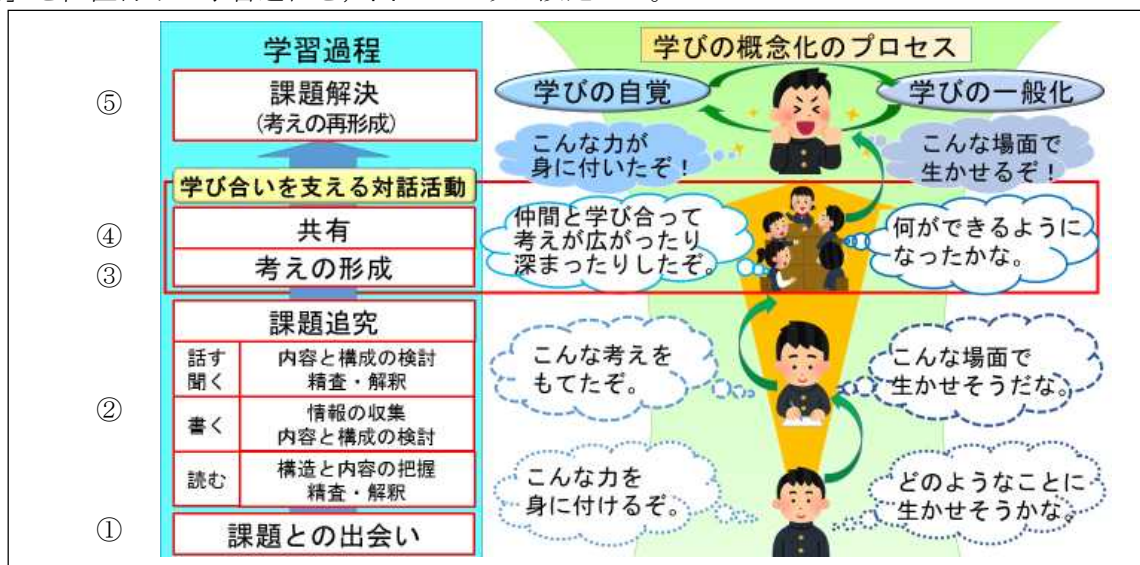 学習過程
学びの概念化のプロセス
⑤
課題解決
(考えの再形成)
学びの自覚
学びの一般化
こんな力が
身に付いたぞ!
こんな場面で
生かせるぞ!
学び合いを支える対話活動
④
共有
③
考えの形成
仲間と学び合って
考えが広がったり
深まったりしたぞ。
何ができるように
なったかな。
課題追究
②
話す
聞く
内容と構成の検討
精査・解釈
書く
情報の収集
内容と構成の検討
読む
構造と内容の把握
精査・解釈
こんな考えを
もてたぞ。
こんな場面で
生かせそうだな。
こんな力を
身に付けるぞ。
どのようなことに
生かせそうかな。
①
課題との出会い